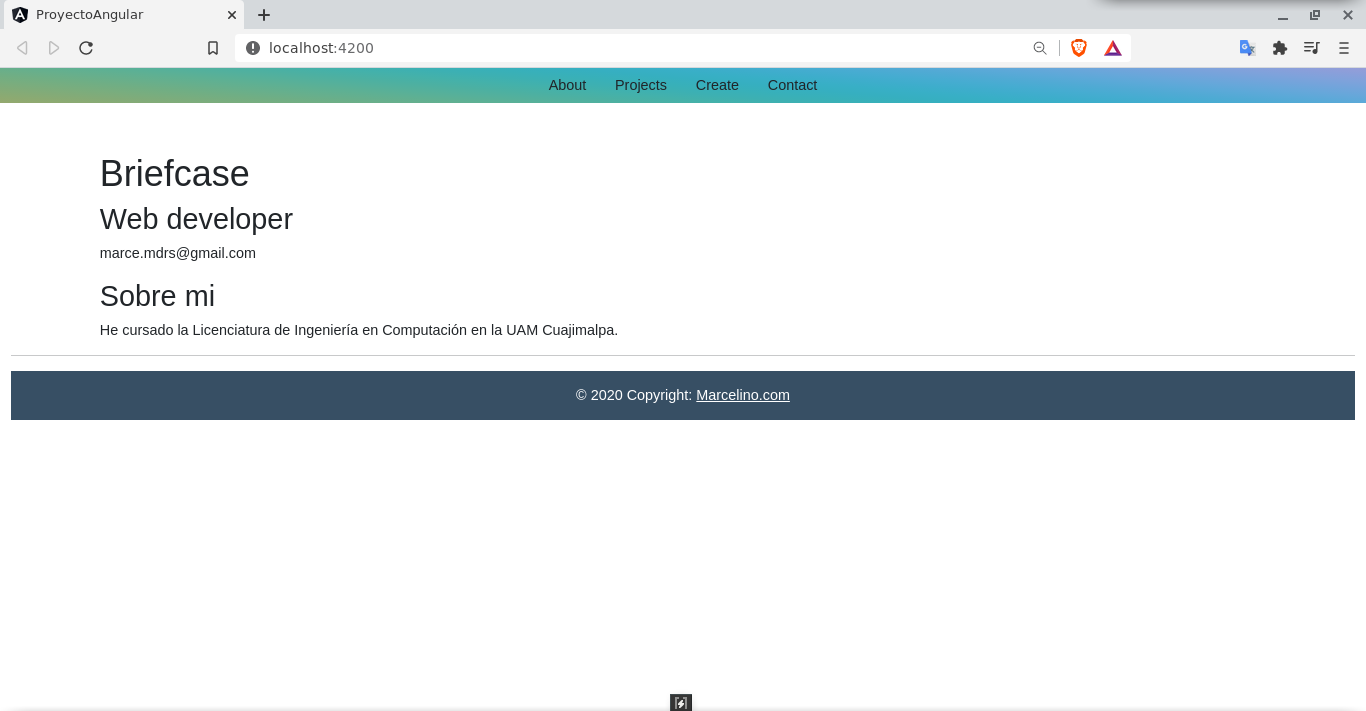 ProyectoAngular
localhost:4200
About Projects Create Contact
Briefcase
Web developer
marce.mdrs@gmail.com
Sobre mi
He cursado la Licenciatura de Ingeniería en Computación en la UAM Cuajimalpa.
© 2020 Copyright: Marcelino.com